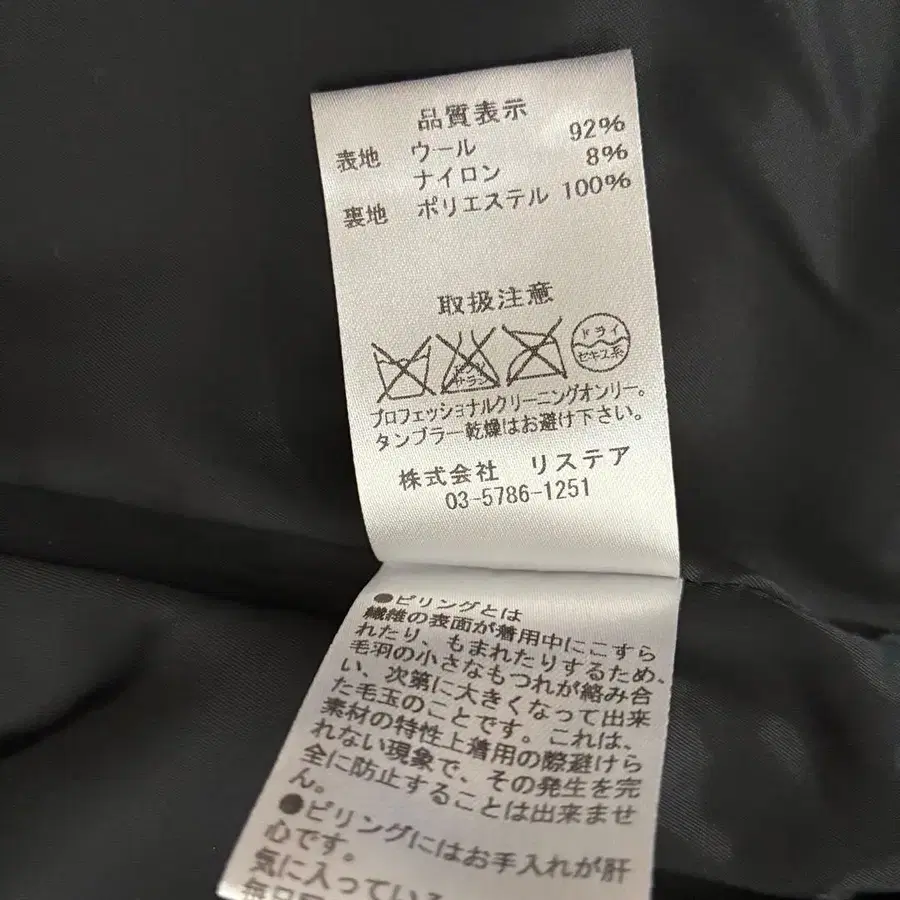 品質表示
表地 ウール 92%
ナイロン 8%
裏地 ポリエステル 100%
取扱注意
エンソ サラシ ドライ セキユ系
プロフェッショナルクリーニングオンリー。
タンブラー乾燥はお避け下さい。
株式会社 リステア
03-5786-1251
●ピリングとは
繊維の表面が着用中にこすら
れたり、もまれたりするため、
毛羽の小さなもつれが絡み合
い、次第に大きくなって出来
た毛玉のことです。これは、
素材の特性上着用の際避けら
れない現象で、その発生を完
全に防止することは出来ませ
ん。
●ピリングにはお手入れが肝
心です。
気に入っている
毎日